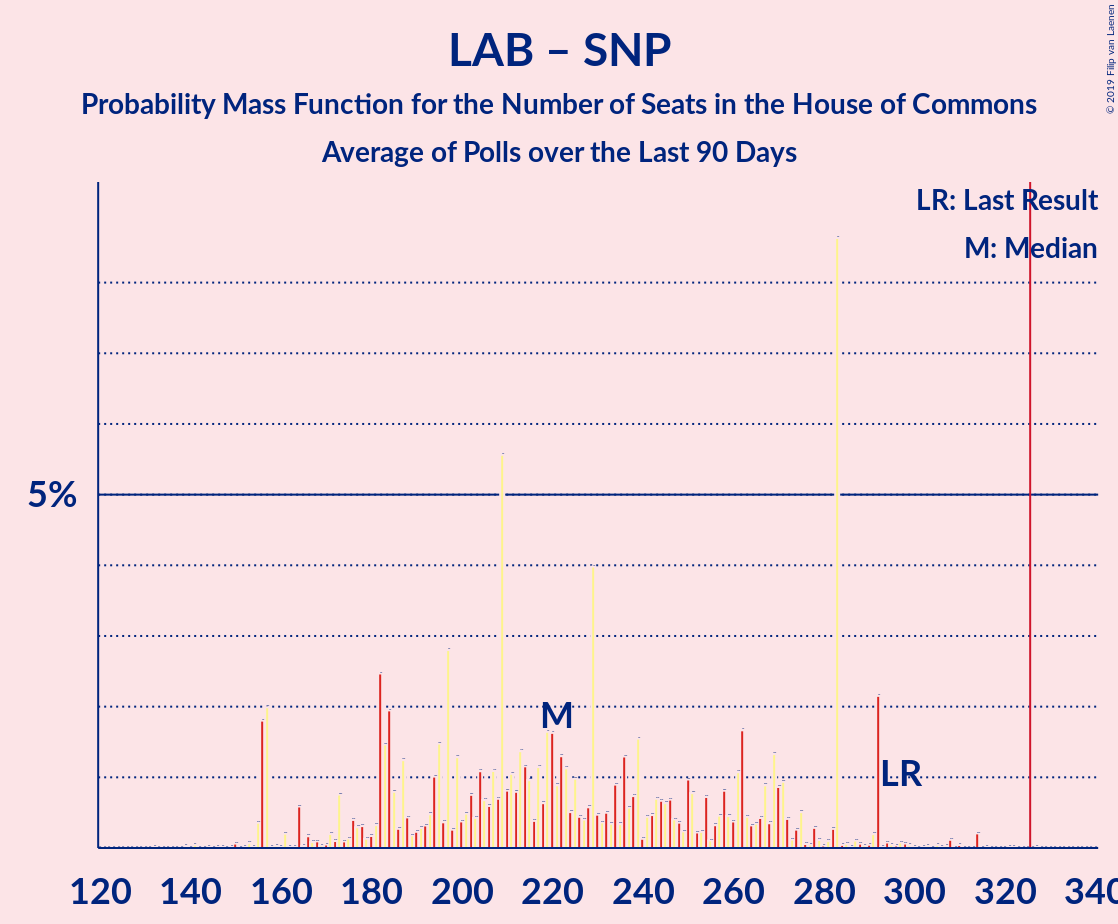 LAB – SNP
Probability Mass Function for the Number of Seats in the House of Commons
Average of Polls over the Last 90 Days
© 2019 Filip van Laenen
LR: Last Result
M: Median
5%
M
LR
120 140 160 180 200 220 240 260 280 300 320 340